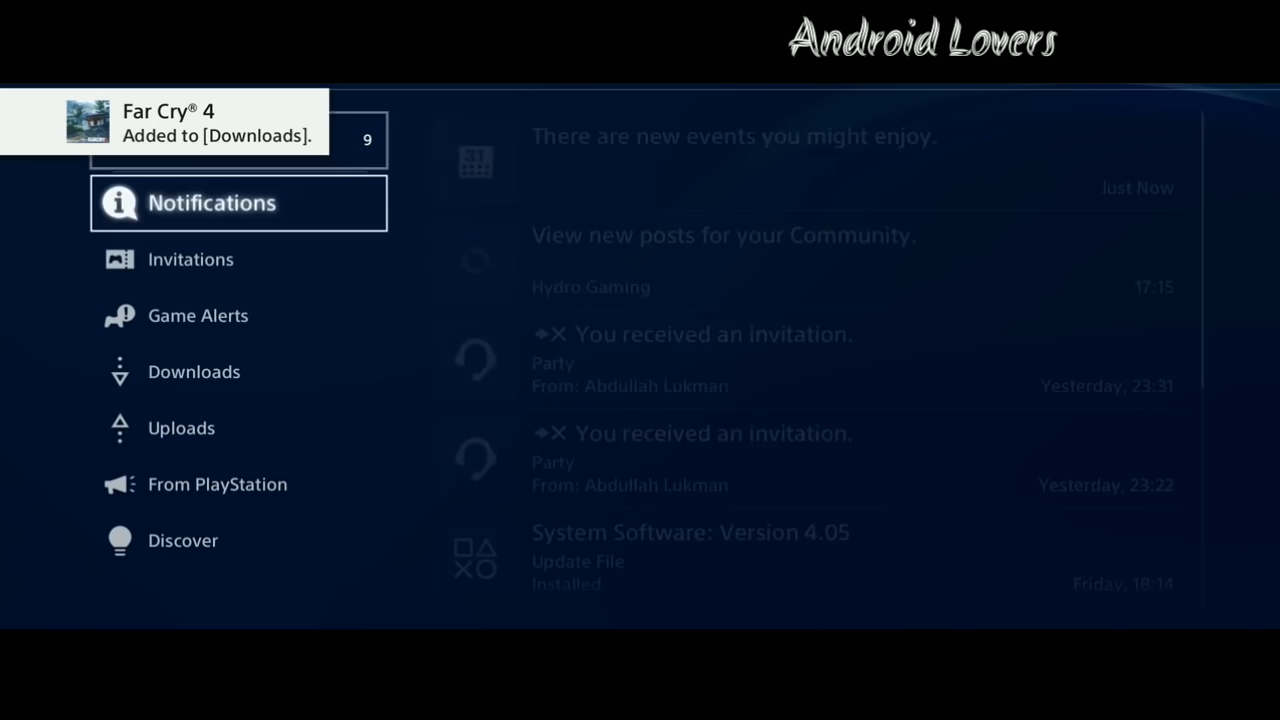 Android Lovers
Far Cry® 4
Added to [Downloads].
9
Notifications
Invitations
Game Alerts
Downloads
Uploads
From PlayStation
Discover
There are new events you might enjoy.
Just Now
View new posts for your Community.
Hydro Gaming
17:15
You received an invitation.
Party
From: Abdullah Lukman
Yesterday, 23:31
You received an invitation.
Party
From: Abdullah Lukman
Yesterday, 23:22
System Software: Version 4.05
Update File
Installed
Friday, 18:14